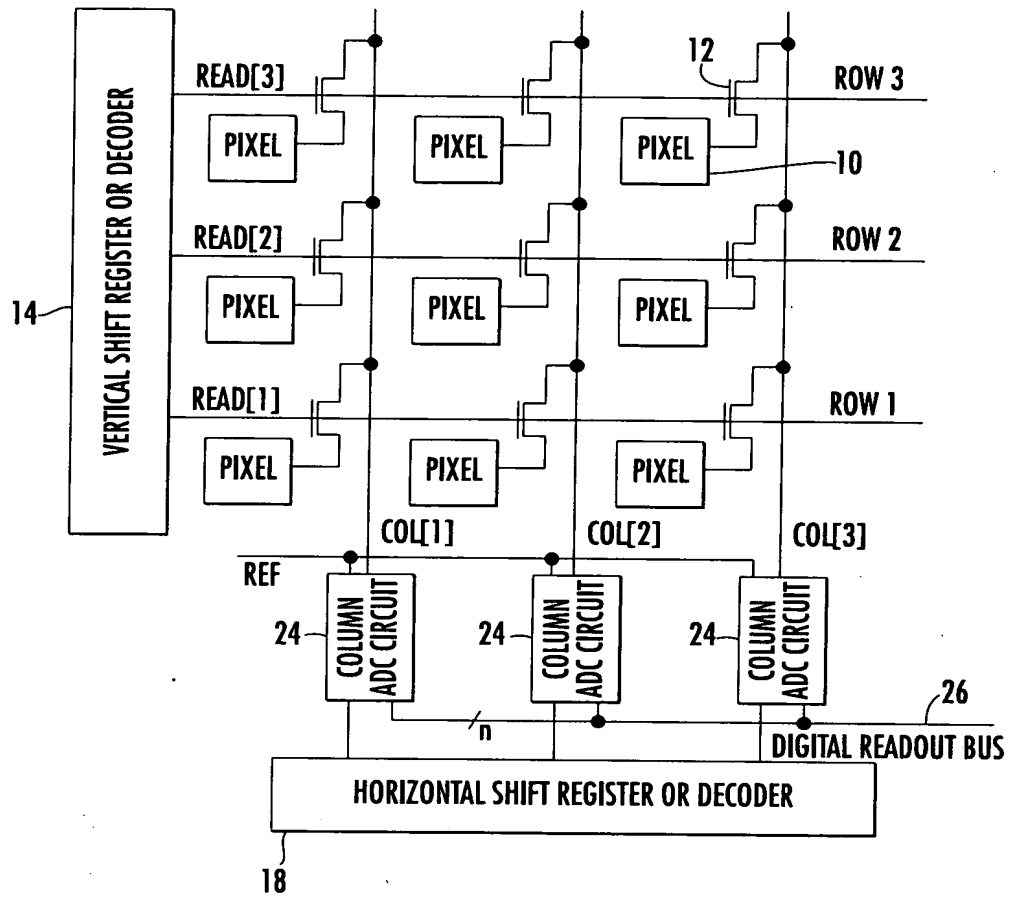 VERTICAL SHIFT REGISTER OR DECODER
14
READ[3]
12
ROW 3
PIXEL
PIXEL
PIXEL
10
READ[2]
ROW 2
PIXEL
PIXEL
PIXEL
READ[1]
ROW 1
PIXEL
PIXEL
PIXEL
COL[1]
COL[2]
COL[3]
REF
24
COLUMN
ADC CIRCUIT
24
COLUMN
ADC CIRCUIT
24
COLUMN
ADC CIRCUIT
26
n
DIGITAL READOUT BUS
HORIZONTAL SHIFT REGISTER OR DECODER
18